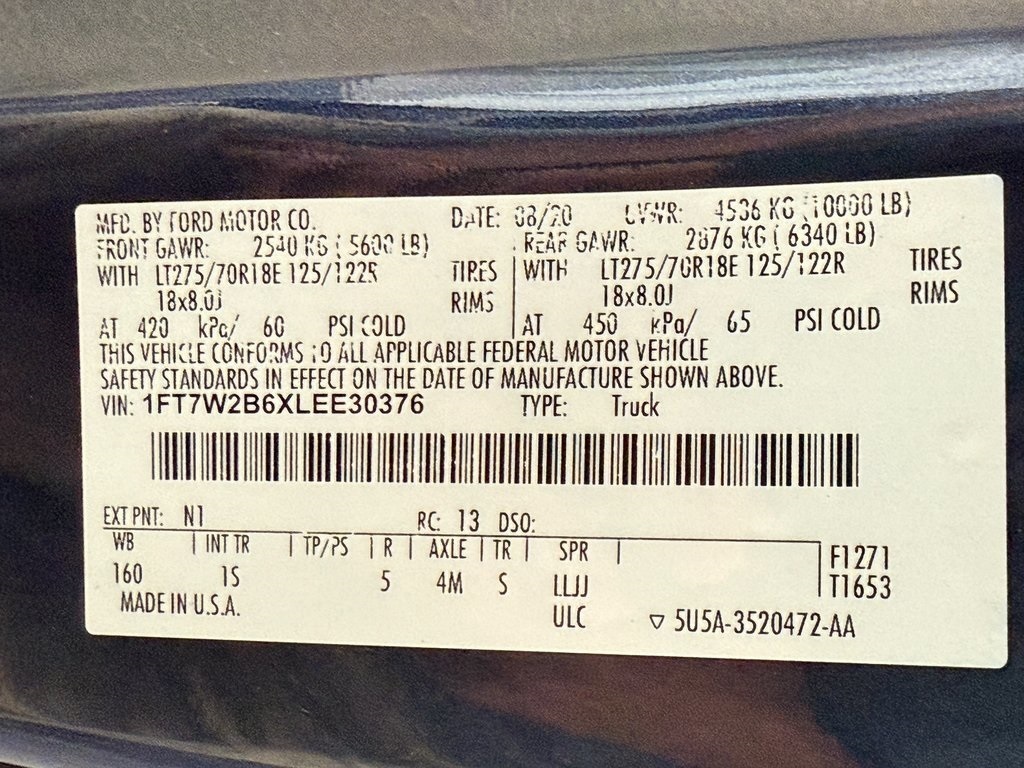 MFD. BY FORD MOTOR CO. DATE: 08/20 GVWR: 4536 KG (10000 LB)
FRONT GAWR: 2540 KG (5600 LB) REAR GAWR: 2876 KG (6340 LB)
WITH LT275/70R18E 125/122R TIRES WITH LT275/70R18E 125/122R TIRES
18x8.0J RIMS 18x8.0J RIMS
AT 420 kPa/ 60 PSI COLD AT 450 kPa/ 65 PSI COLD
THIS VEHICLE CONFORMS TO ALL APPLICABLE FEDERAL MOTOR VEHICLE
SAFETY STANDARDS IN EFFECT ON THE DATE OF MANUFACTURE SHOWN ABOVE.
VIN: 1FT7W2B6XLEE30376 TYPE: Truck
EXT PNT: N1 RC: 13 DSO:
WB INT TR TP/PS R AXLE TR SPR F1271
160 1S 5 4M S LLJJ T1653
MADE IN U.S.A. ULC ▽ 5U5A-3520472-AA